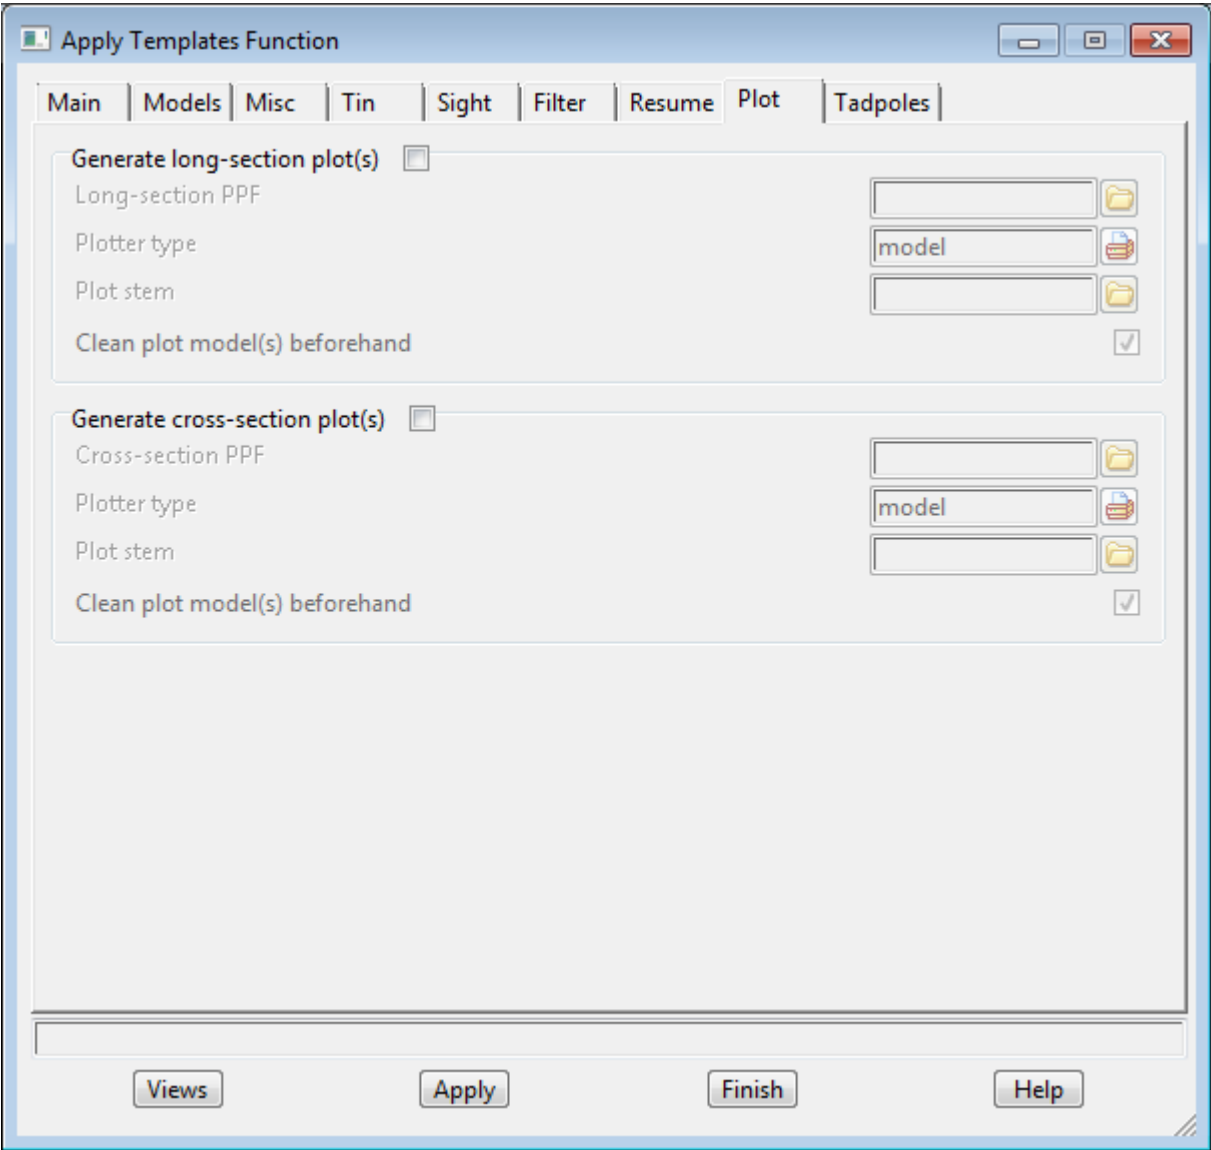 Apply Templates Function
Main Models Misc Tin Sight Filter Resume Plot Tadpoles
Generate long-section plot(s)
Long-section PPF
Plotter type model
Plot stem
Clean plot model(s) beforehand
Generate cross-section plot(s)
Cross-section PPF
Plotter type model
Plot stem
Clean plot model(s) beforehand
Views Apply Finish Help